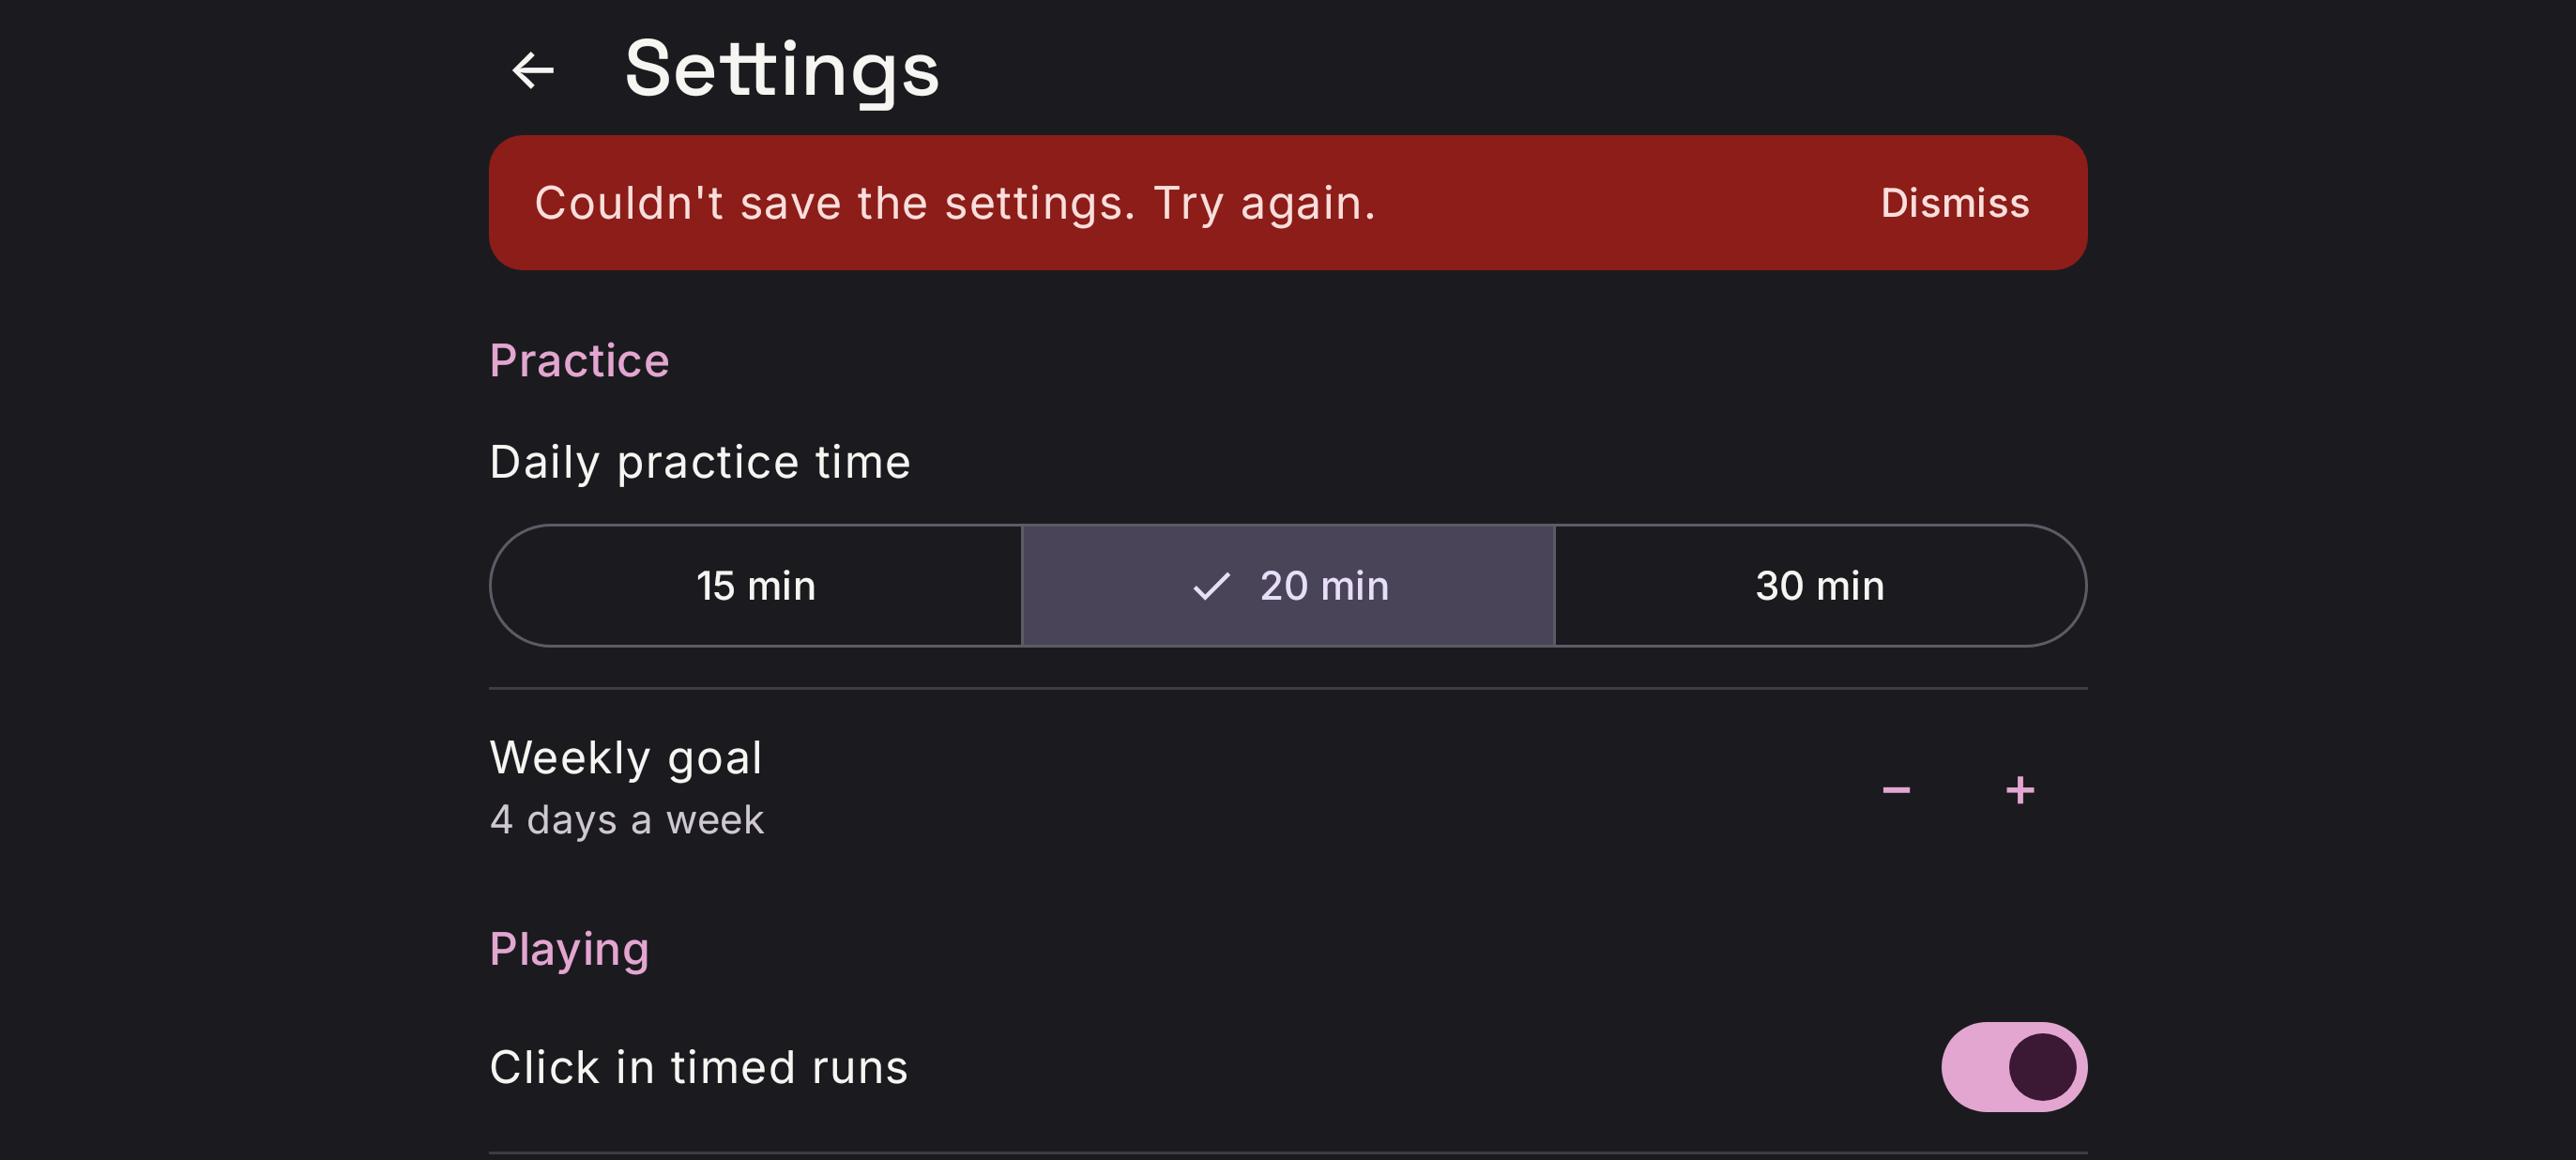 Settings
Couldn't save the settings. Try again. Dismiss
Practice
Daily practice time
15 min 20 min 30 min
Weekly goal
4 days a week
− +
Playing
Click in timed runs